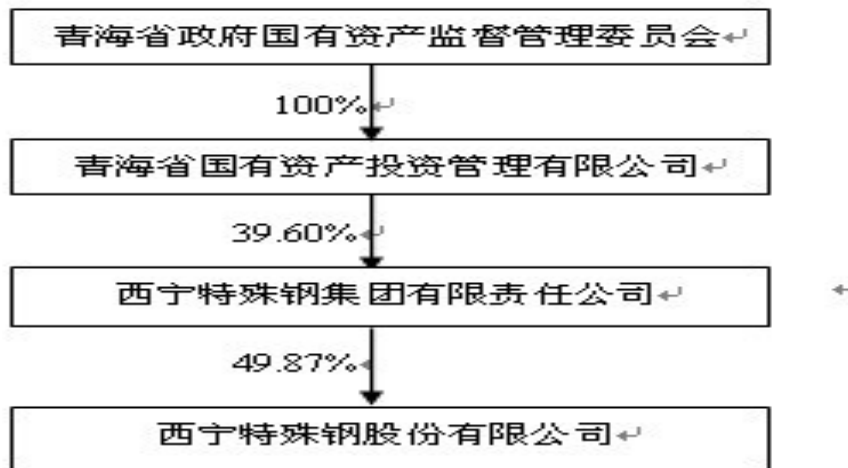 青海省政府国有资产监督管理委员会
100%
青海省国有资产投资管理有限公司
39.60%
西宁特殊钢集团有限责任公司
49.87%
西宁特殊钢股份有限公司